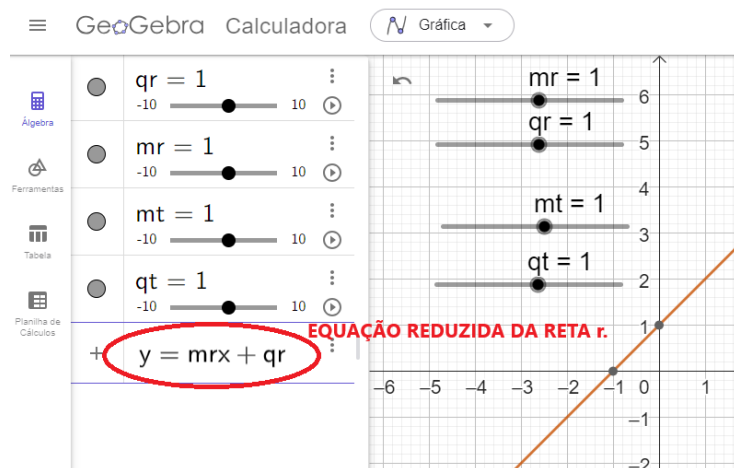 GeoGebra Calculadora Gráfica
Álgebra
Ferramentas
Tabela
Planilha de
Cálculos
qr = 1
-10 10
mr = 1
-10 10
mt = 1
-10 10
qt = 1
-10 10
+ y = mrx + qr
EQUAÇÃO REDUZIDA DA RETA r.
mr = 1
qr = 1
mt = 1
qt = 1
6
5
4
3
2
1
–6 –5 –4 –3 –2 –1 0 1
–1
–2